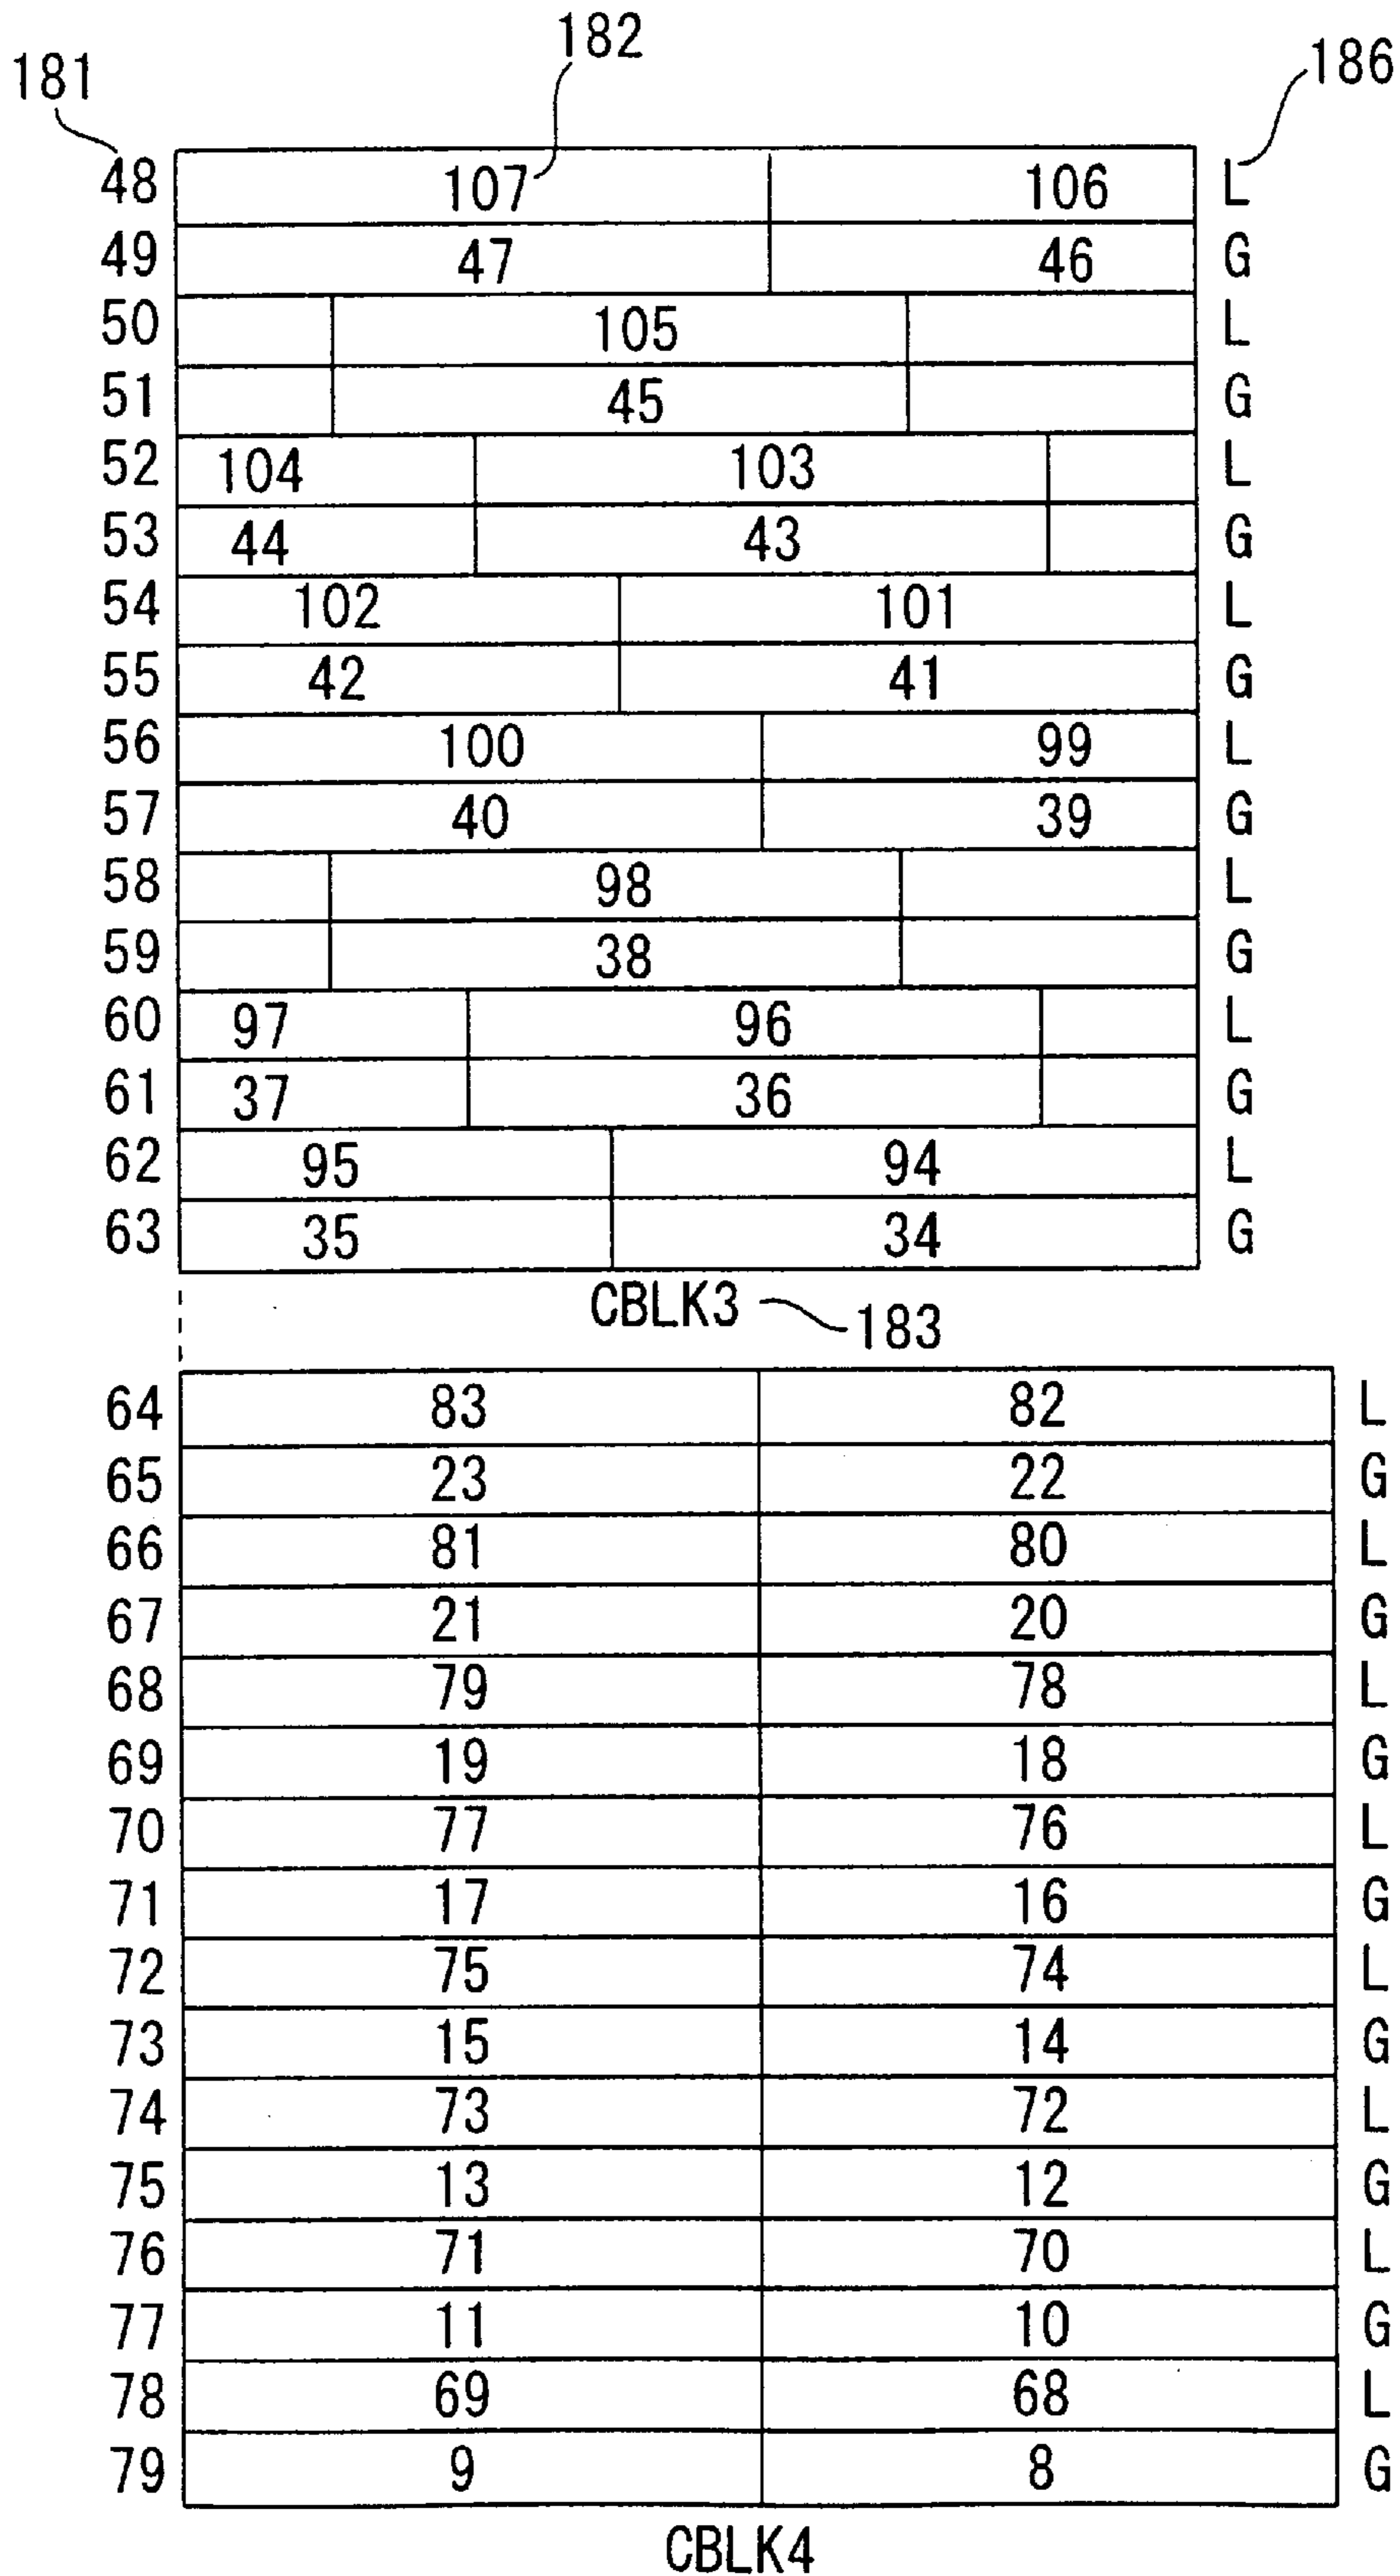 182
181
186
48 107 106 L
49 47 46 G
50 105 L
51 45 G
52 104 103 L
53 44 43 G
54 102 101 L
55 42 41 G
56 100 99 L
57 40 39 G
58 98 L
59 38 G
60 97 96 L
61 37 36 G
62 95 94 L
63 35 34 G
CBLK3 183
64 83 82 L
65 23 22 G
66 81 80 L
67 21 20 G
68 79 78 L
69 19 18 G
70 77 76 L
71 17 16 G
72 75 74 L
73 15 14 G
74 73 72 L
75 13 12 G
76 71 70 L
77 11 10 G
78 69 68 L
79 9 8 G
CBLK4